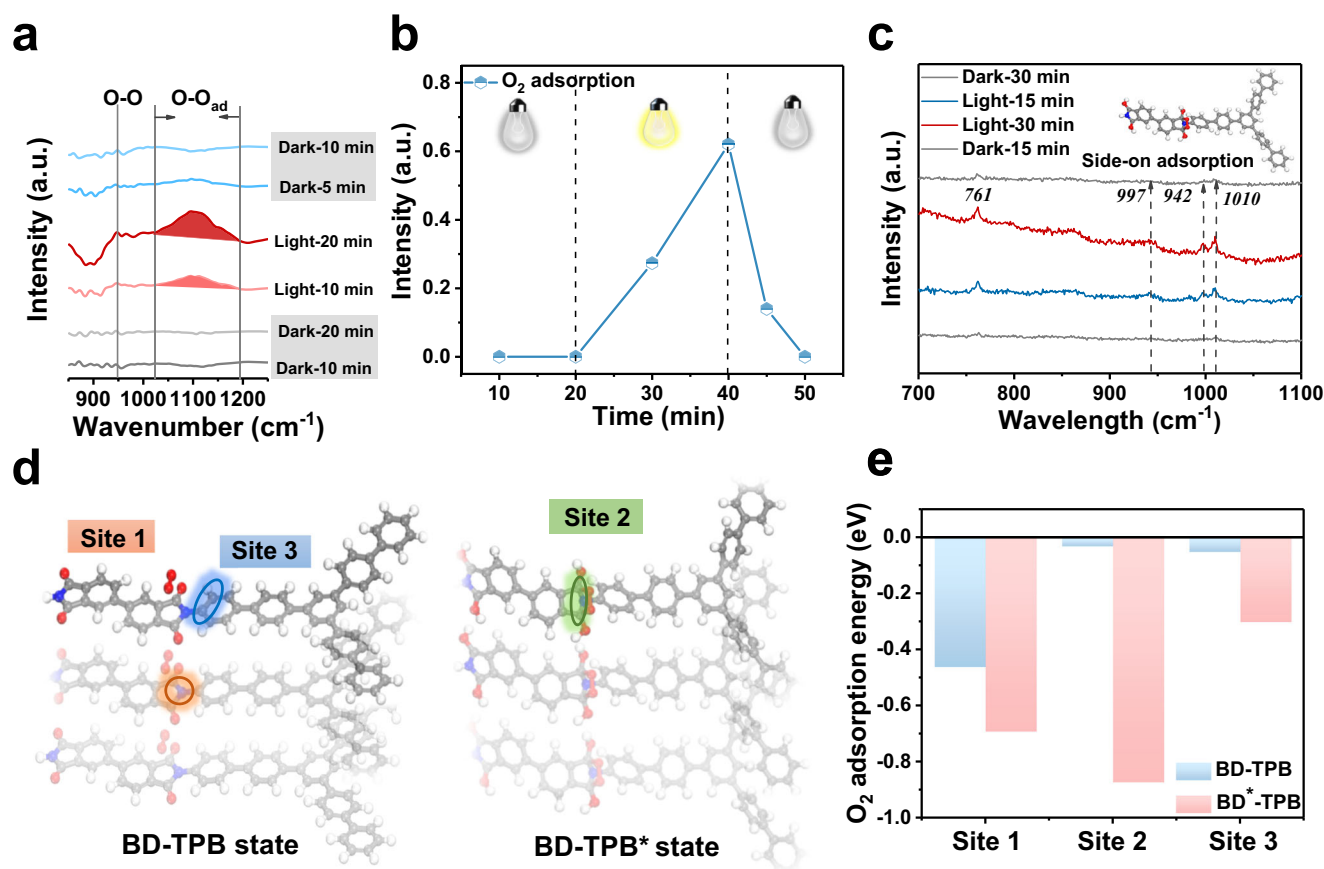 a
O-O
O-Oad
Dark-10 min
Dark-5 min
Light-20 min
Light-10 min
Dark-20 min
Dark-10 min
Intensity (a.u.)
900 1000 1100 1200
Wavenumber (cm-1)
b
O2 adsorption
0.8
0.6
0.4
0.2
0.0
Intensity (a.u.)
10 20 30 40 50
Time (min)
c
Dark-30 min
Light-15 min
Light-30 min
Dark-15 min
Side-on adsorption
761
997
942
1010
Intensity (a.u.)
700 800 900 1000 1100
Wavelength (cm-1)
d
Site 1
Site 3
Site 2
BD-TPB state
BD-TPB* state
e
0.0
-0.2
-0.4
-0.6
-0.8
-1.0
O2 adsorption energy (eV)
BD-TPB
BD*-TPB
Site 1 Site 2 Site 3